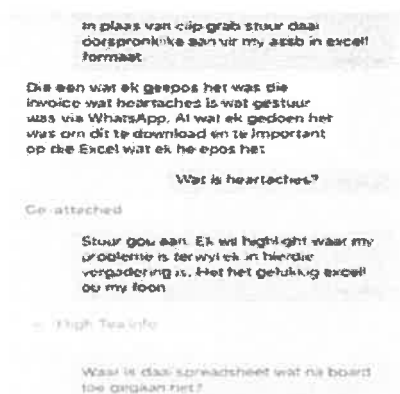 In plaas van clip grab stuur daai
oorspronklike aan vir my assb in excell
formaat
Die een wat ek gepos het was die
invoice wat heartaches is wat gestuur
was via WhatsApp. Al wat ek gedoen het
was om dit te download en te Important
op die Excel wat ek he epos het
Wat is heartaches?
Ge-attached
Stuur gou aan. Ek wil highlight waar my
probleme is terwyl ek in hierdie
vergadering is. Het het gelukkig excell
op my foon
High Tea info
Waar is daai spreadsheet wat na board
toe gegaan het?